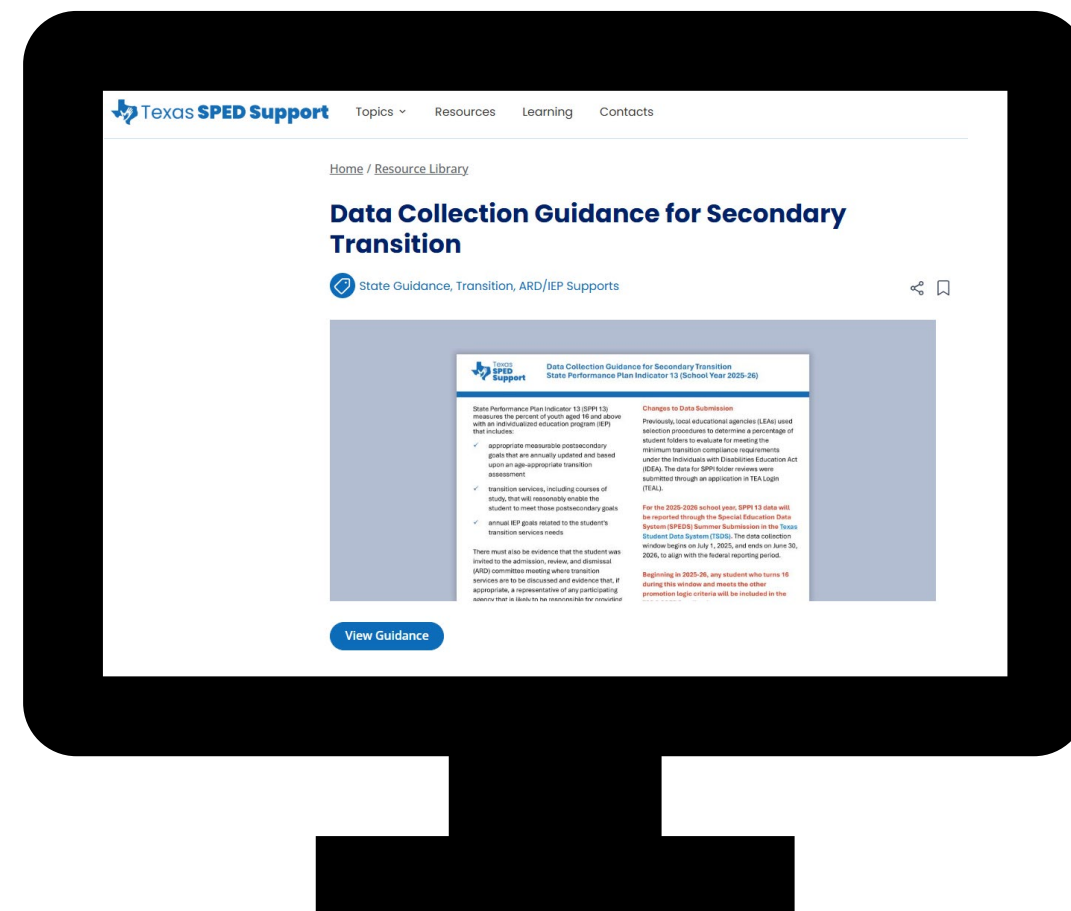 Texas SPED Support
Topics
Resources
Learning
Contacts
Home / Resource Library
Data Collection Guidance for Secondary
Transition
State Guidance, Transition, ARD/IEP Supports
Texas
SPED
Support
Data Collection Guidance for Secondary Transition
State Performance Plan Indicator 13 (School Year 2025-26)
State Performance Plan Indicator 13 (SPPI 13)
measures the percent of youth aged 16 and above
with an individualized education program (IEP)
that includes:
✓ appropriate measurable postsecondary
goals that are annually updated and based
upon an age-appropriate transition
assessment
✓ transition services, including courses of
study, that will reasonably enable the
student to meet those postsecondary goals
✓ annual IEP goals related to the student's
transition services needs
There must also be evidence that the student was
invited to the admission, review, and dismissal
(ARD) committee meeting where transition
services are to be discussed and evidence that, if
appropriate, a representative of any participating
agency that is likely to be responsible for providing
Changes to Data Submission
Previously, local educational agencies (LEAs) used
selection procedures to determine a percentage of
student folders to evaluate for meeting the
minimum transition compliance requirements
under the Individuals with Disabilities Education Act
(IDEA). The data for SPPI folder reviews were
submitted through an application in TEA Login
(TEAL).
For the 2025-2026 school year, SPPI 13 data will
be reported through the Special Education Data
System (SPEDS) Summer Submission in the Texas
Student Data System (TSDS). The data collection
window begins on July 1, 2025, and ends on June 30,
2026, to align with the federal reporting period.
Beginning in 2025-26, any student who turns 16
during this window and meets the other
promotion logic criteria will be included in the
View Guidance